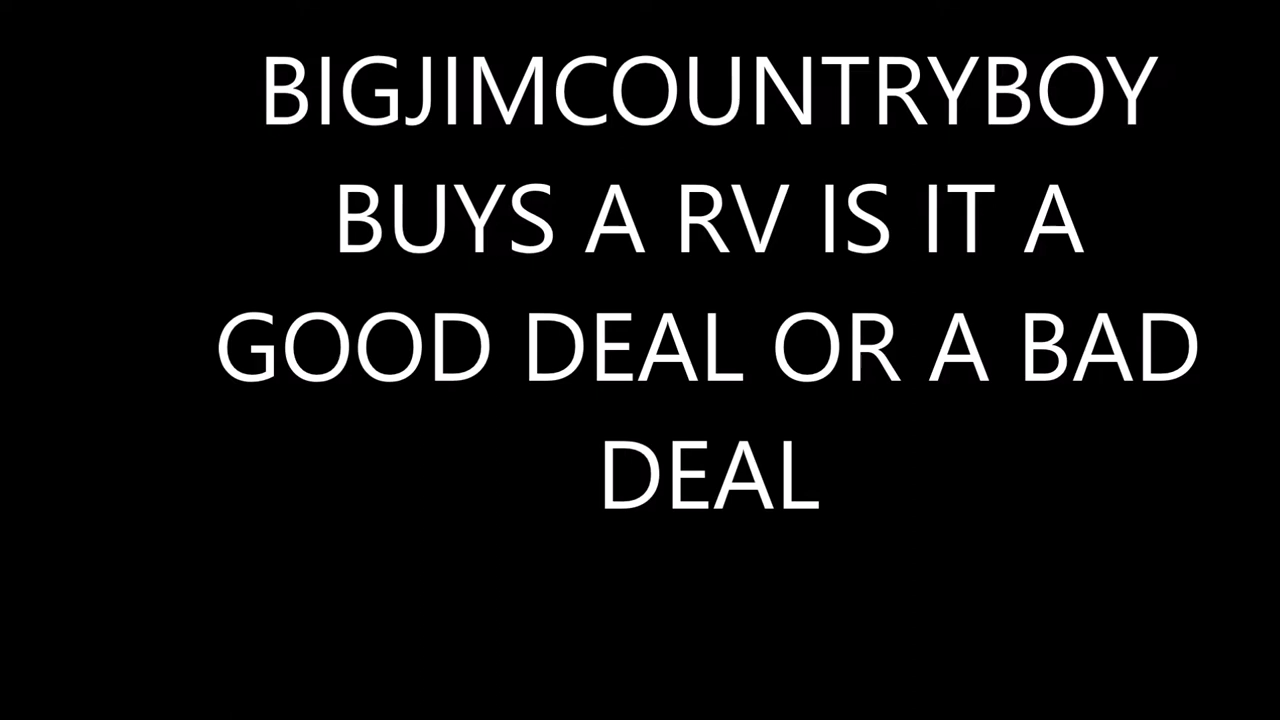 BIGJIMCOUNTRYBOY
BUYS A RV IS IT A
GOOD DEAL OR A BAD
DEAL